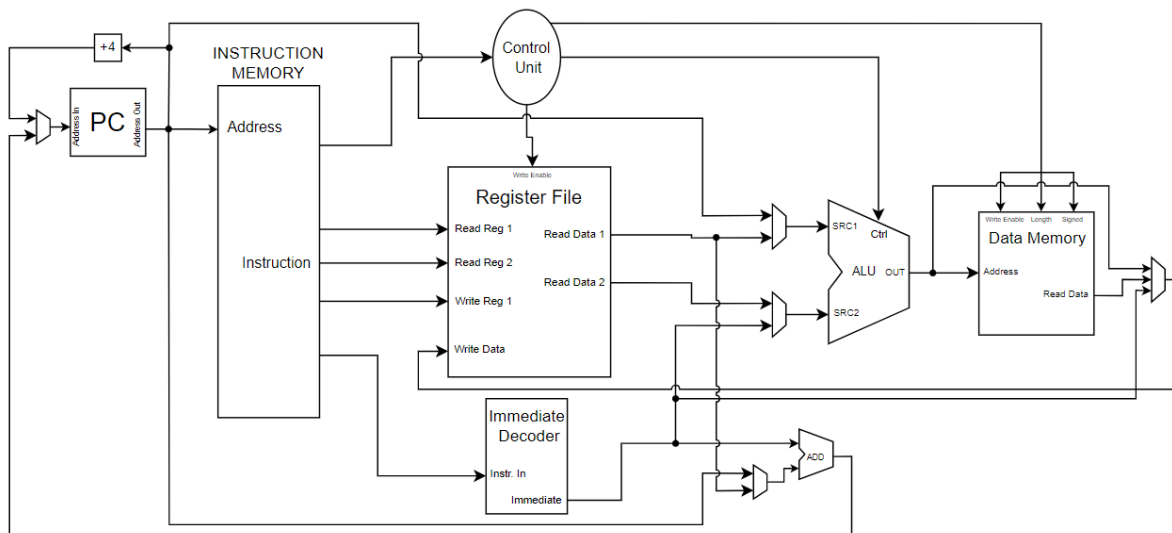 +4
INSTRUCTION
MEMORY
Control
Unit
Address In
PC
Address Out
Address
Instruction
Write Enable
Register File
Read Reg 1
Read Data 1
Read Reg 2
Read Data 2
Write Reg 1
Write Data
SRC1
Ctrl
ALU
OUT
SRC2
Write Enable
Length
Signed
Data Memory
Address
Read Data
Immediate
Decoder
Instr. In
Immediate
ADD